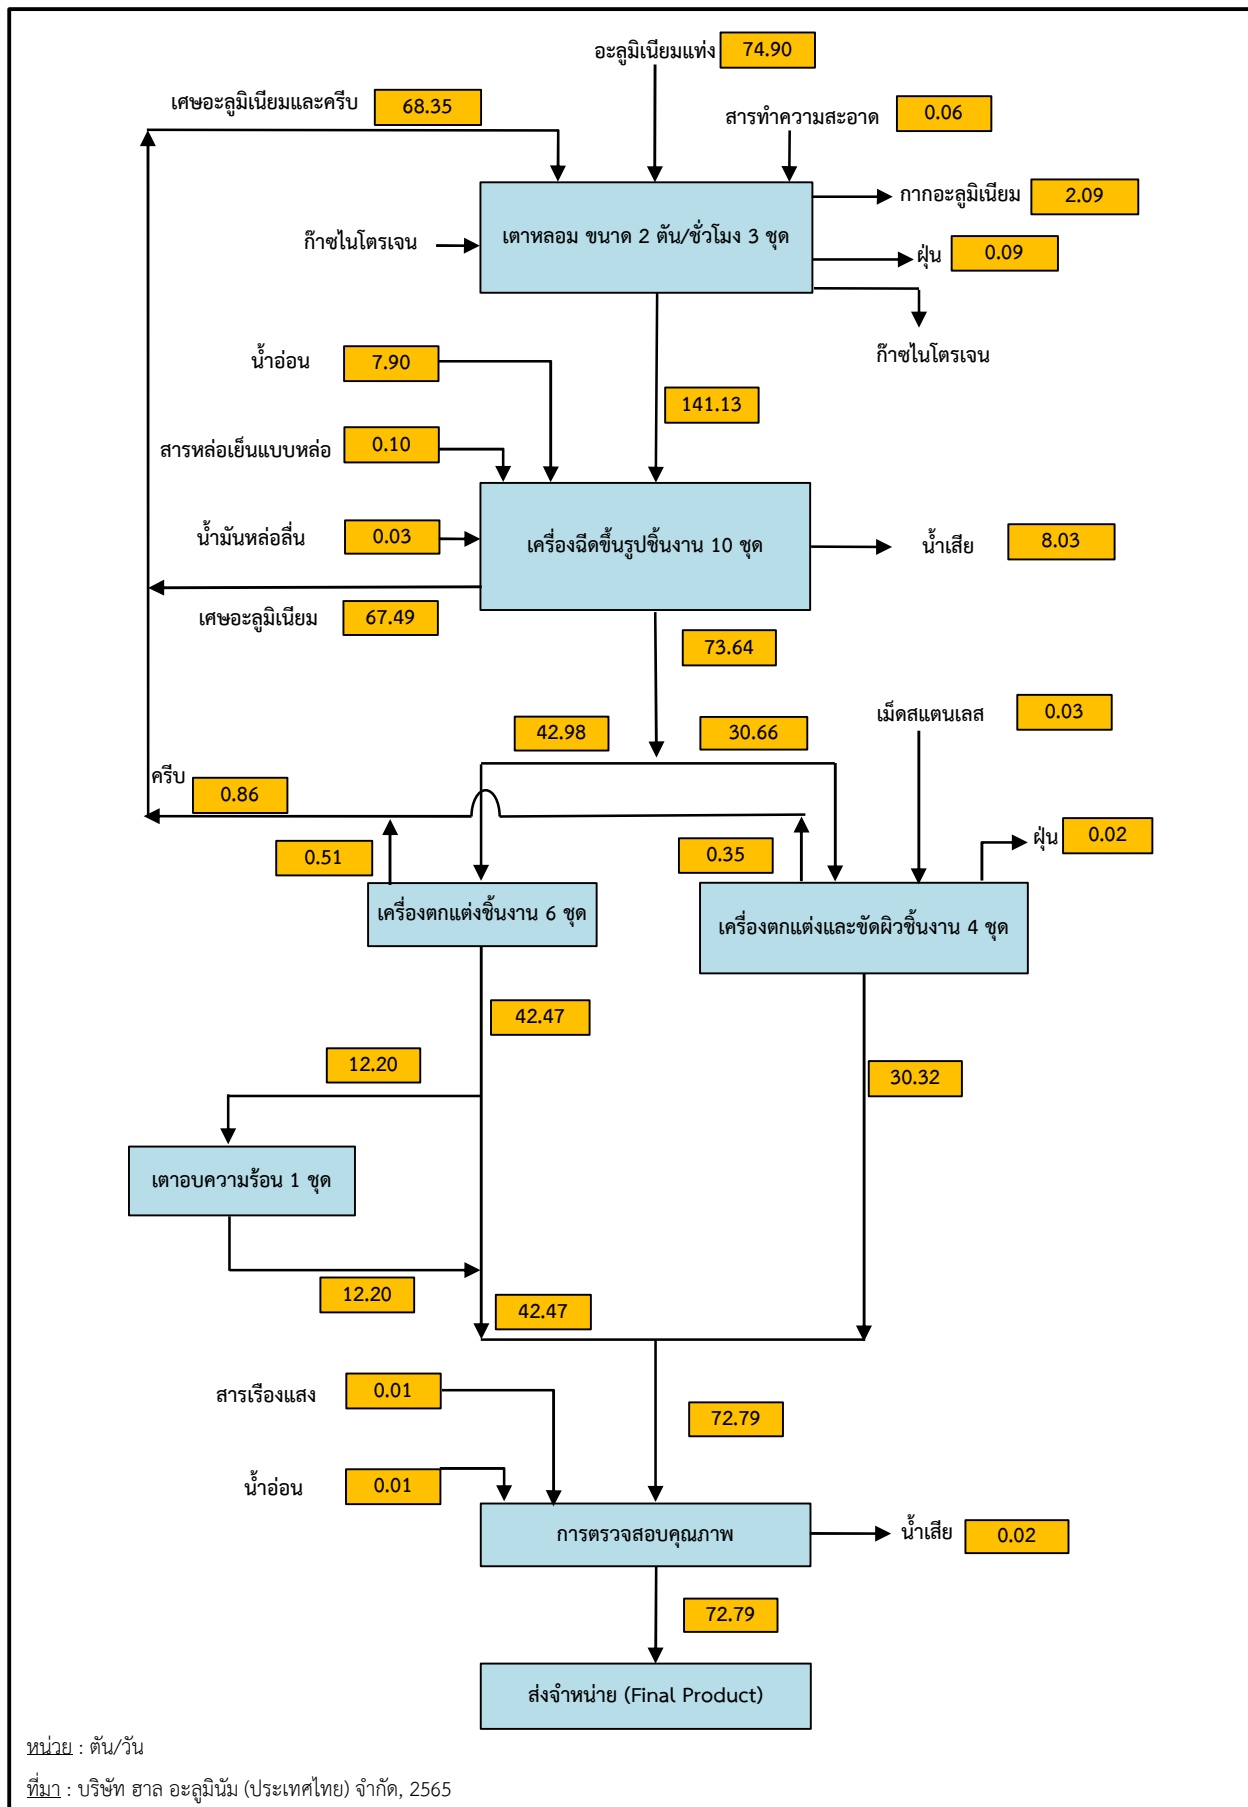 อะลูมิเนียมแท่ง 74.90
เศษอะลูมิเนียมและครีบ 68.35
สารทำความสะอาด 0.06
กากอะลูมิเนียม 2.09
ก๊าซไนโตรเจน
เตาหลอม ขนาด 2 ตัน/ชั่วโมง 3 ชุด
ฝุ่น 0.09
ก๊าซไนโตรเจน
น้ำอ่อน 7.90
141.13
สารหล่อเย็นแบบหล่อ 0.10
น้ำมันหล่อลื่น 0.03
เครื่องฉีดขึ้นรูปชิ้นงาน 10 ชุด
น้ำเสีย 8.03
เศษอะลูมิเนียม 67.49
73.64
เม็ดสแตนเลส 0.03
42.98
30.66
ครีบ 0.86
0.51
0.35
ฝุ่น 0.02
เครื่องตกแต่งชิ้นงาน 6 ชุด
เครื่องตกแต่งและขัดผิวชิ้นงาน 4 ชุด
42.47
12.20
30.32
เตาอบความร้อน 1 ชุด
12.20
42.47
สารเรืองแสง 0.01
72.79
น้ำอ่อน 0.01
การตรวจสอบคุณภาพ
น้ำเสีย 0.02
72.79
ส่งจำหน่าย (Final Product)
หน่วย : ตัน/วัน
ที่มา : บริษัท ฮาล อะลูมินัม (ประเทศไทย) จำกัด, 2565